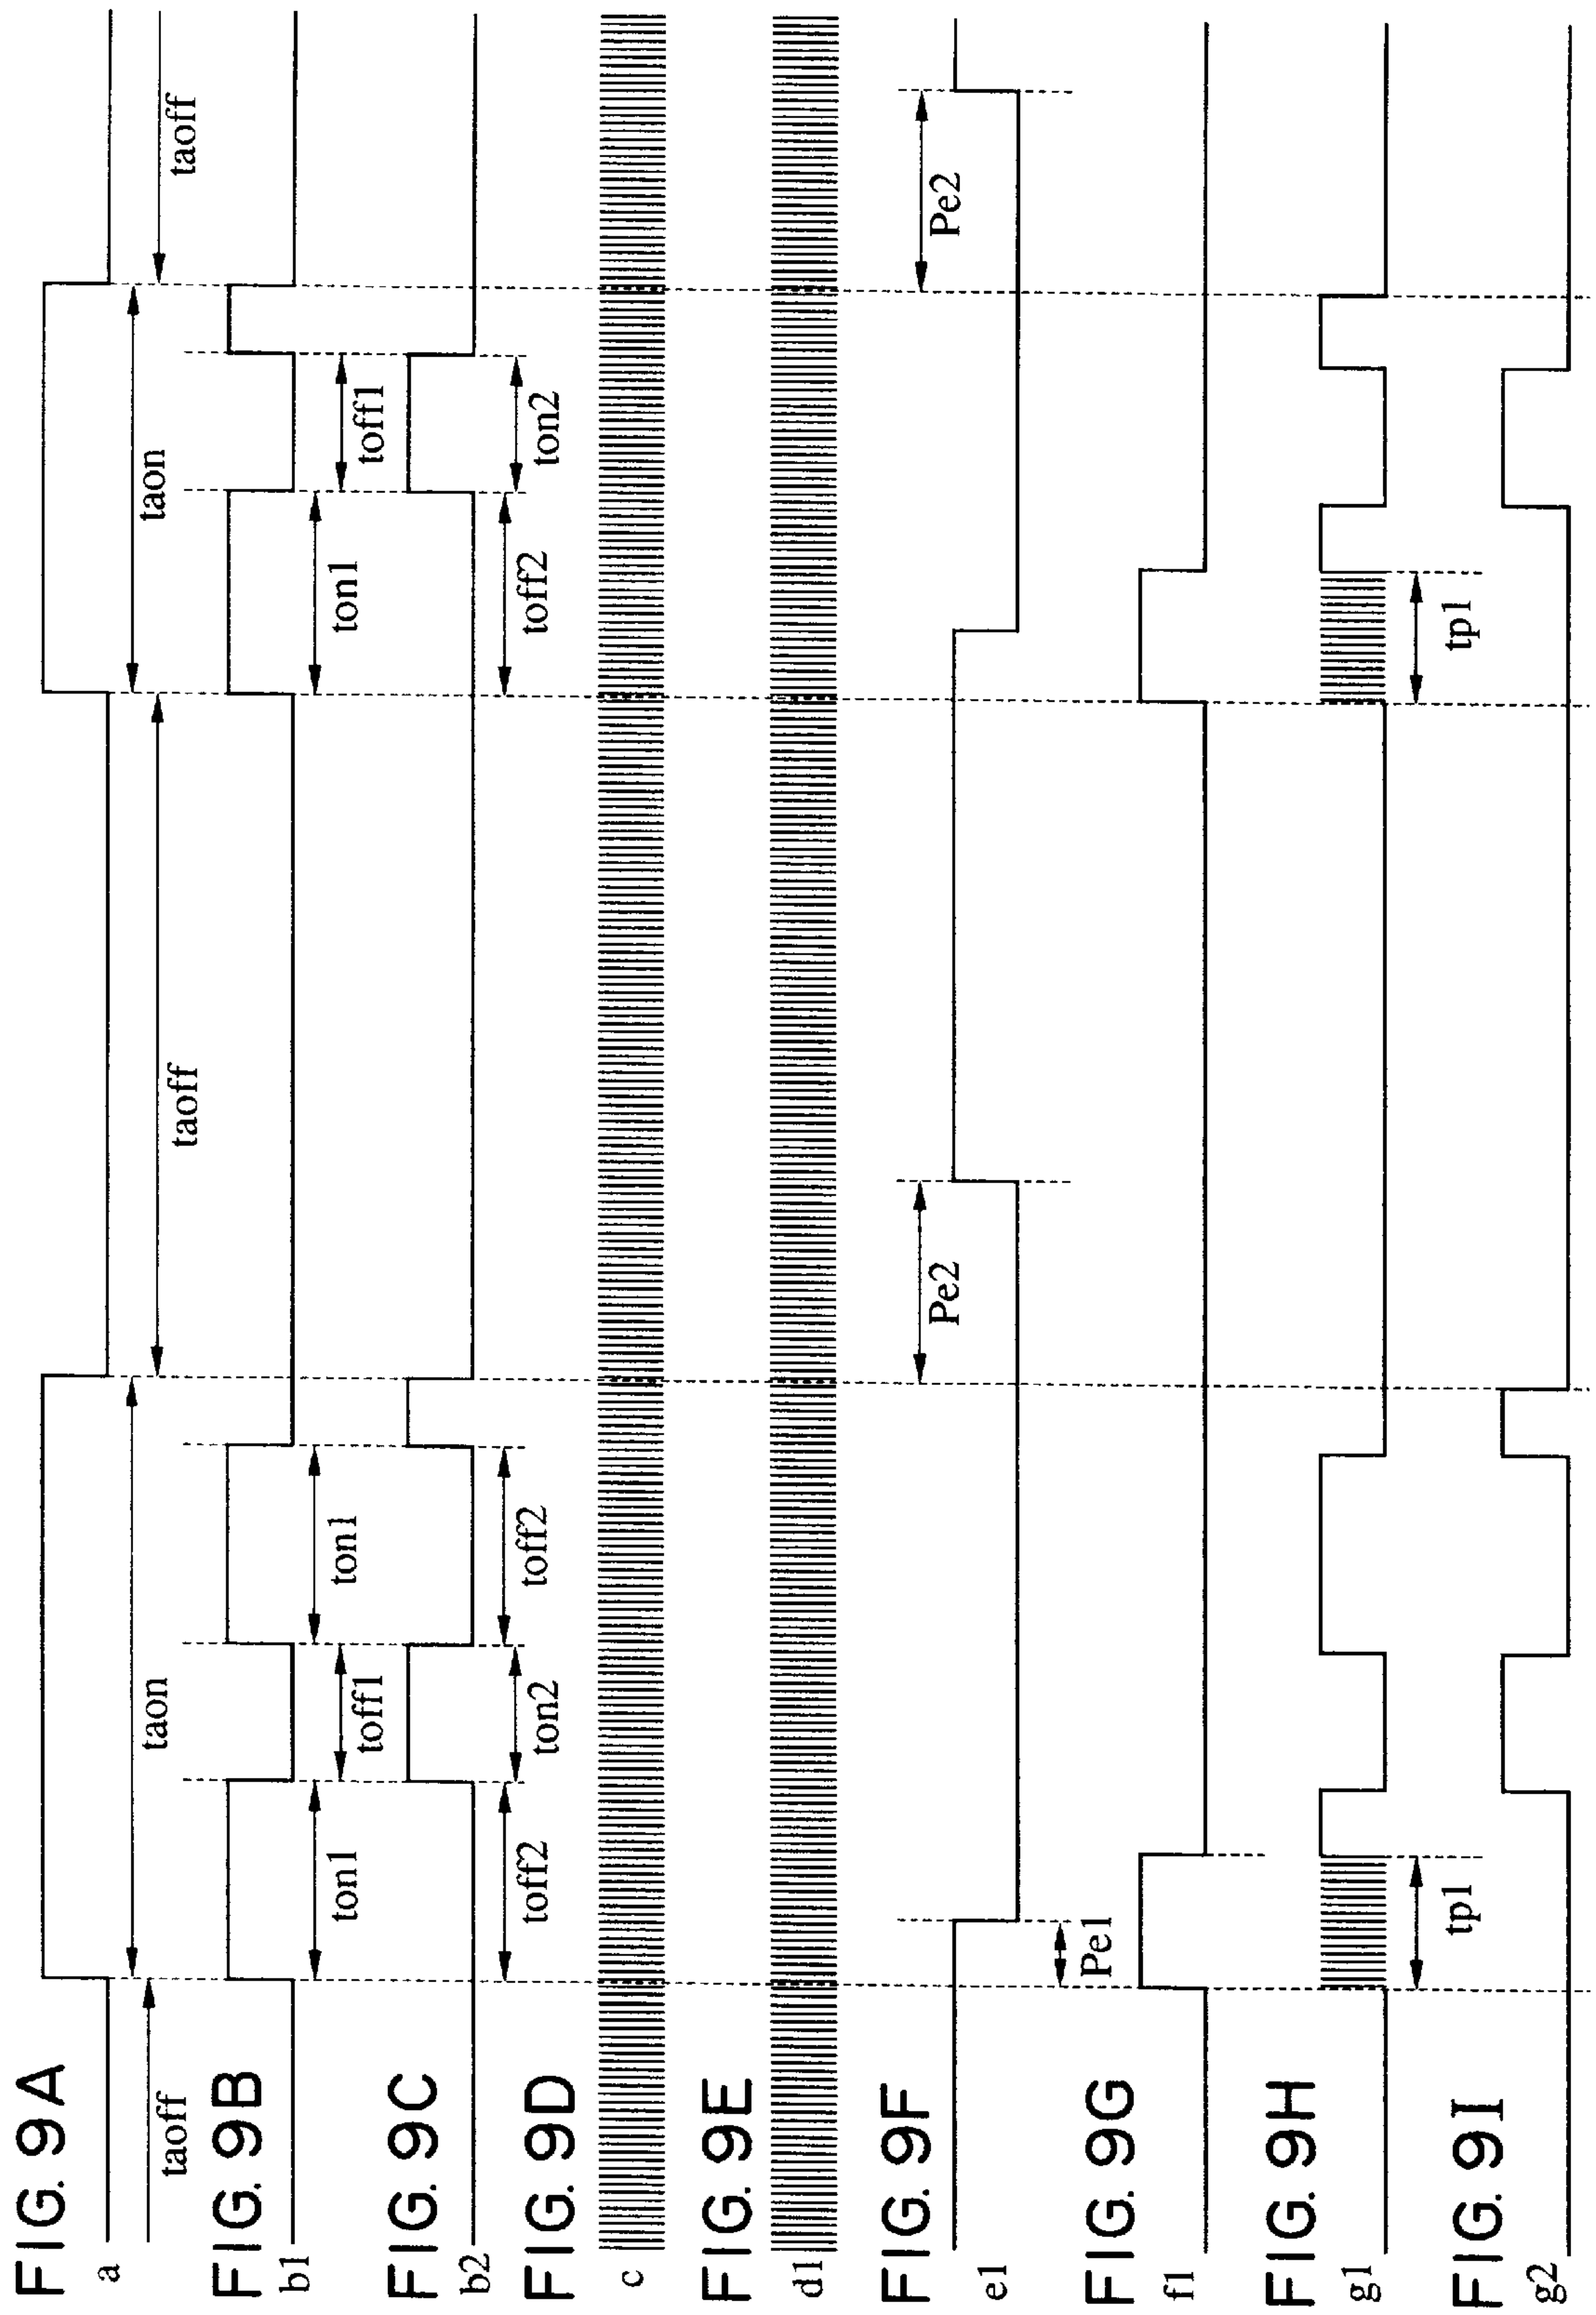 FIG. 9A
a
taoff
taon
taoff
taon
taoff
FIG. 9B
b1
ton1
toff1
ton1
ton1
toff1
FIG. 9C
b2
toff2
ton2
toff2
toff2
ton2
FIG. 9D
c
FIG. 9E
d1
FIG. 9F
e1
Pe1
Pe2
Pe2
FIG. 9G
f1
FIG. 9H
g1
tp1
tp1
FIG. 9I
g2